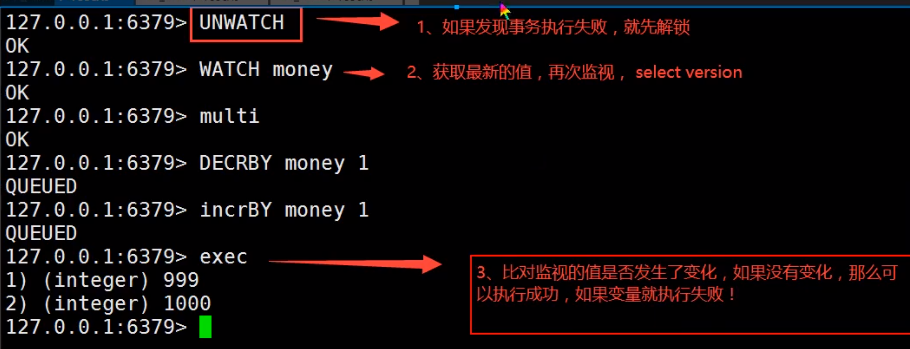 127.0.0.1:6379> UNWATCH
1、如果发现事务执行失败，就先解锁
OK
127.0.0.1:6379> WATCH money
2、获取最新的值，再次监视， select version
OK
127.0.0.1:6379> multi
OK
127.0.0.1:6379> DECRBY money 1
QUEUED
127.0.0.1:6379> incrBY money 1
QUEUED
127.0.0.1:6379> exec
1) (integer) 999
2) (integer) 1000
127.0.0.1:6379>
3、比对监视的值是否发生了变化，如果没有变化，那么可
以执行成功，如果变量就执行失败！